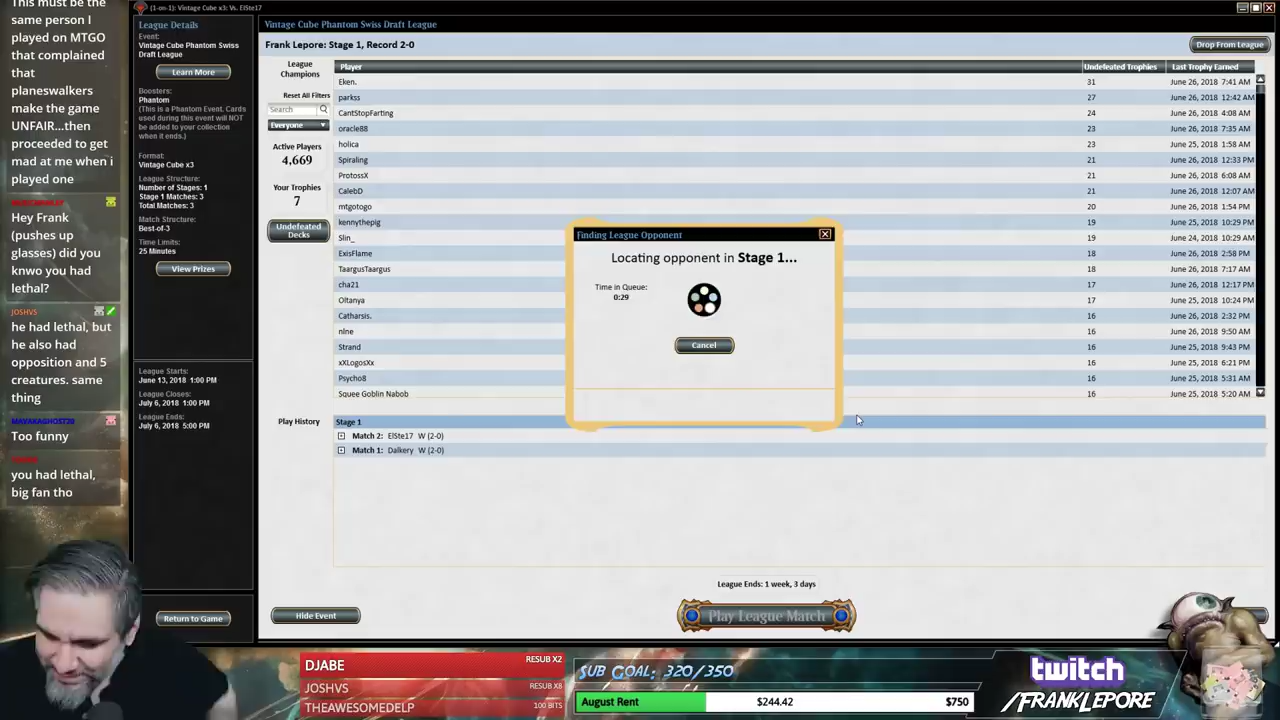 (1-on-1): Vintage Cube x3: Vs. ElSte17
This must be the
same person I
played on MTGO
that complained
that
planeswalkers
make the game
UNFAIR...then
proceeded to get
mad at me when i
played one
Hey Frank
(pushes up
glasses) did you
know you had
lethal?
JOSHVS
he had lethal, but
he also had
opposition and 5
creatures. same
thing
Too funny
you had lethal,
big fan tho
League Details
Event:
Vintage Cube Phantom Swiss
Draft League
Learn More
Boosters:
Phantom
(This is a Phantom Event. Cards
used during this event will NOT
be added to your collection
when it ends.)
Format:
Vintage Cube x3
League Structure:
Number of Stages: 1
Stage 1 Matches: 3
Total Matches: 3
Match Structure:
Best-of-3
Time Limits:
25 Minutes
View Prizes
League Starts:
June 13, 2018 1:00 PM
League Closes:
July 6, 2018 1:00 PM
League Ends:
July 6, 2018 5:00 PM
Return to Game
Vintage Cube Phantom Swiss Draft League
Frank Lepore: Stage 1, Record 2-0
Drop From League
League
Champions
Reset All Filters
Search
Everyone
Active Players
4,669
Your Trophies
7
Undefeated
Decks
Player Undefeated Trophies Last Trophy Earned
Eken. 31 June 26, 2018 7:41 AM
parkss 27 June 26, 2018 12:42 AM
CantStopFarting 24 June 26, 2018 4:08 AM
oracle88 23 June 26, 2018 7:35 AM
holica 23 June 25, 2018 1:58 AM
Spiraling 21 June 26, 2018 12:33 PM
ProtossX 21 June 26, 2018 6:08 AM
CalebD 21 June 26, 2018 12:07 AM
mtgotogo 20 June 26, 2018 1:54 PM
kennythepig 19 June 25, 2018 10:29 PM
Slin_ 19 June 24, 2018 10:29 AM
ExisFlame 18 June 26, 2018 2:58 PM
TaargusTaargus 18 June 26, 2018 7:17 AM
cha21 17 June 26, 2018 12:17 PM
Oltanya 17 June 25, 2018 10:24 PM
Catharsis. 16 June 26, 2018 2:32 PM
nlne 16 June 26, 2018 9:50 AM
Strand 16 June 25, 2018 9:43 PM
xXLogosXx 16 June 25, 2018 6:21 PM
Psycho8 16 June 25, 2018 5:31 AM
Squee Goblin Nabob 16 June 25, 2018 5:20 AM
Finding League Opponent
Locating opponent in Stage 1...
Time in Queue:
0:29
Cancel
Play History
Stage 1
Match 2: ElSte17 W (2-0)
Match 1: Dalkery W (2-0)
League Ends: 1 week, 3 days
Hide Event
Play League Match
DJABE RESUB X2
JOSHVS RESUB X8
THEAWESOMEDELP 100 BITS
SUB GOAL: 320/350
August Rent $244.42 $750
twitch
/FRANKLEPORE